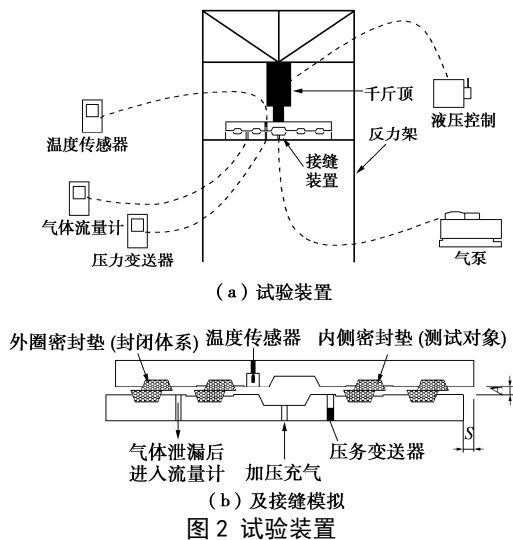 千斤顶
液压控制
温度传感器
反力架
接缝
装置
气体流量计
压力变送器
气泵
(a) 试验装置
外圈密封垫 (封闭体系)
温度传感器
内侧密封垫 (测试对象)
A
S
气体泄漏后
进入流量计
加压充气
压务变送器
(b) 及接缝模拟
图 2 试验装置